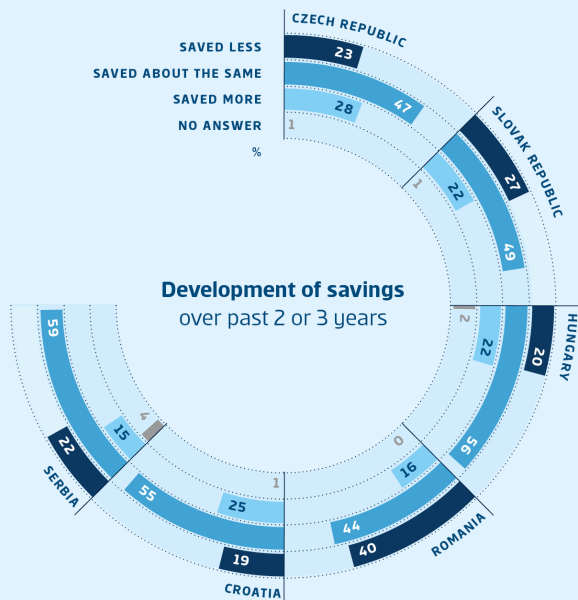 CZECH REPUBLIC
SAVED LESS
23
SAVED ABOUT THE SAME
47
SAVED MORE
28
NO ANSWER
1
%
SLOVAK REPUBLIC
27
49
22
1
Development of savings
over past 2 or 3 years
HUNGARY
20
56
22
2
ROMANIA
40
44
16
0
CROATIA
19
55
25
1
SERBIA
22
59
15
4